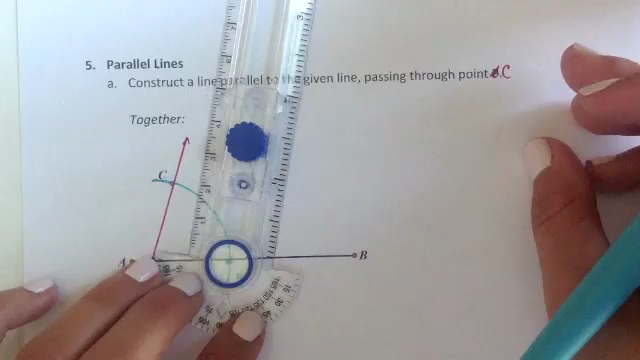 5. Parallel Lines
a. Construct a line parallel to the given line, passing through point C
Together:
C
A
B